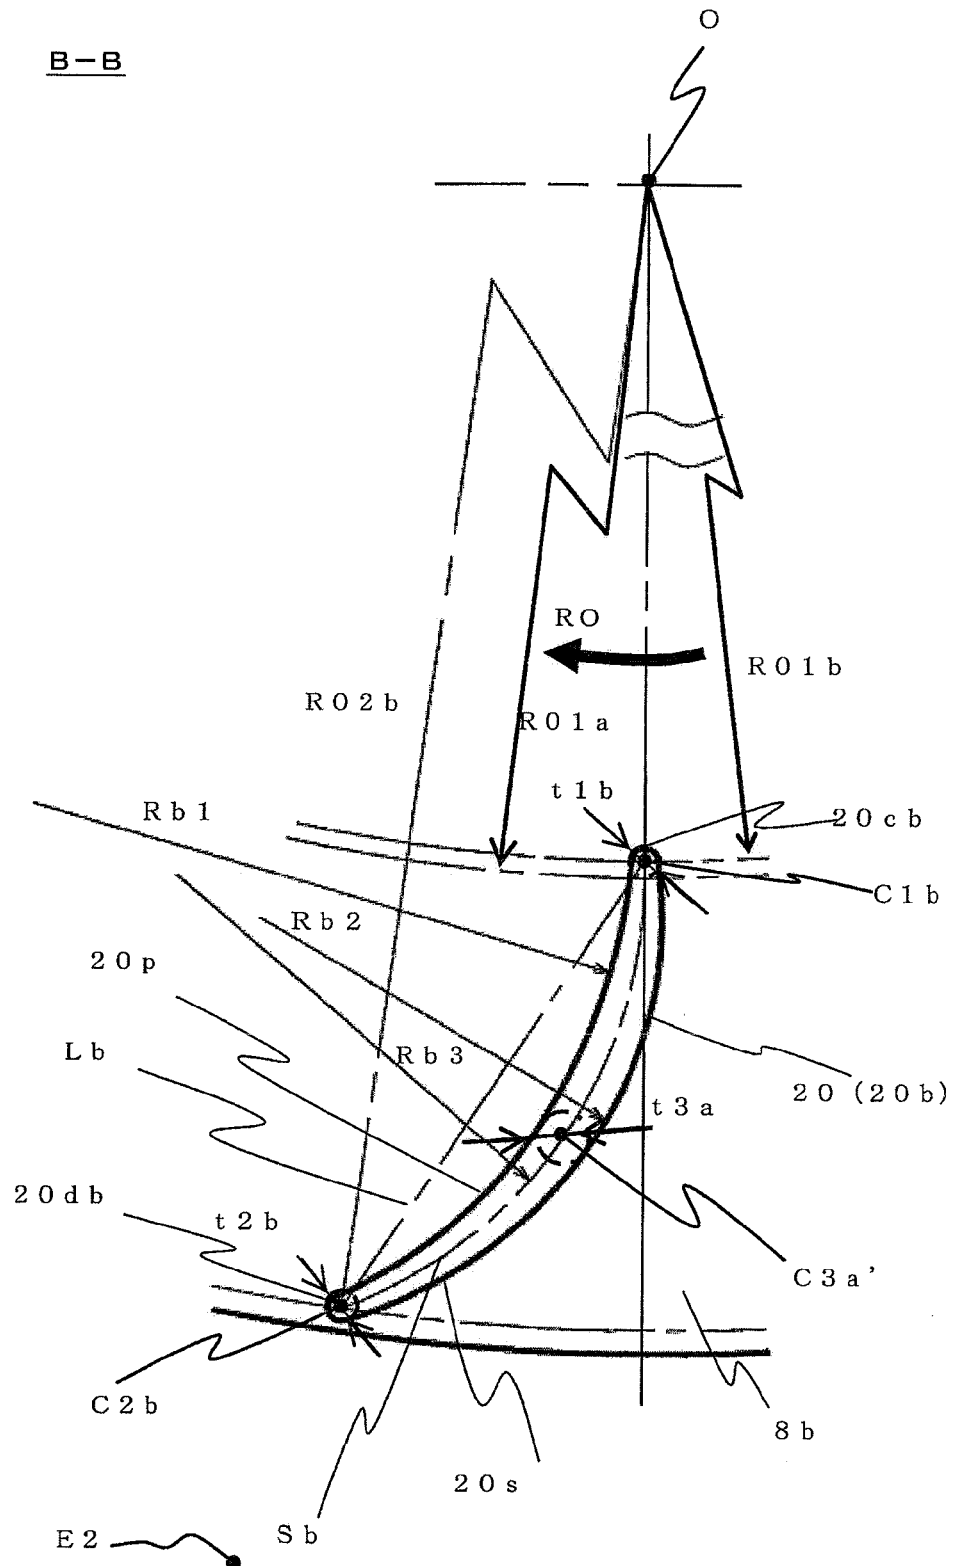 O
B-B
RO
R01b
R02b
R01a
t1b
Rb1
20cb
C1b
Rb2
20p
Lb
Rb3
t3a
20(20b)
20db
t2b
C3a'
C2b
8b
20s
Sb
E2